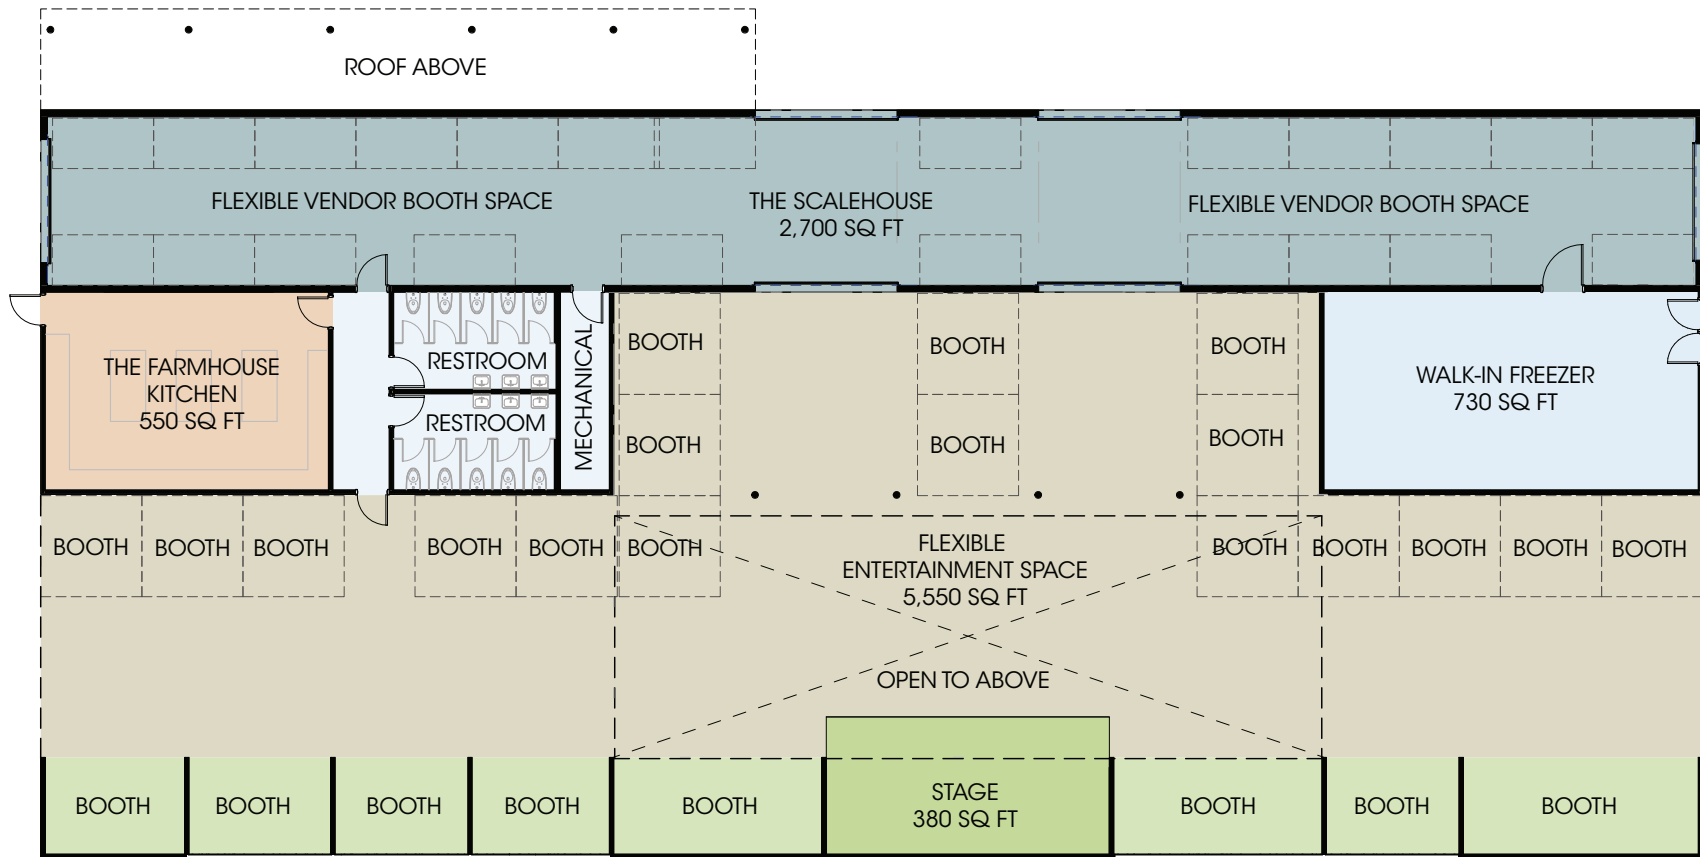 ROOF ABOVE
FLEXIBLE VENDOR BOOTH SPACE
THE SCALEHOUSE
2,700 SQ FT
FLEXIBLE VENDOR BOOTH SPACE
THE FARMHOUSE
KITCHEN
550 SQ FT
RESTROOM
RESTROOM
MECHANICAL
BOOTH
BOOTH
BOOTH
WALK-IN FREEZER
730 SQ FT
BOOTH
BOOTH
BOOTH
BOOTH
BOOTH
BOOTH
BOOTH
BOOTH
BOOTH
FLEXIBLE
ENTERTAINMENT SPACE
5,550 SQ FT
BOOTH
BOOTH
BOOTH
BOOTH
BOOTH
OPEN TO ABOVE
BOOTH
BOOTH
BOOTH
BOOTH
BOOTH
STAGE
380 SQ FT
BOOTH
BOOTH
BOOTH